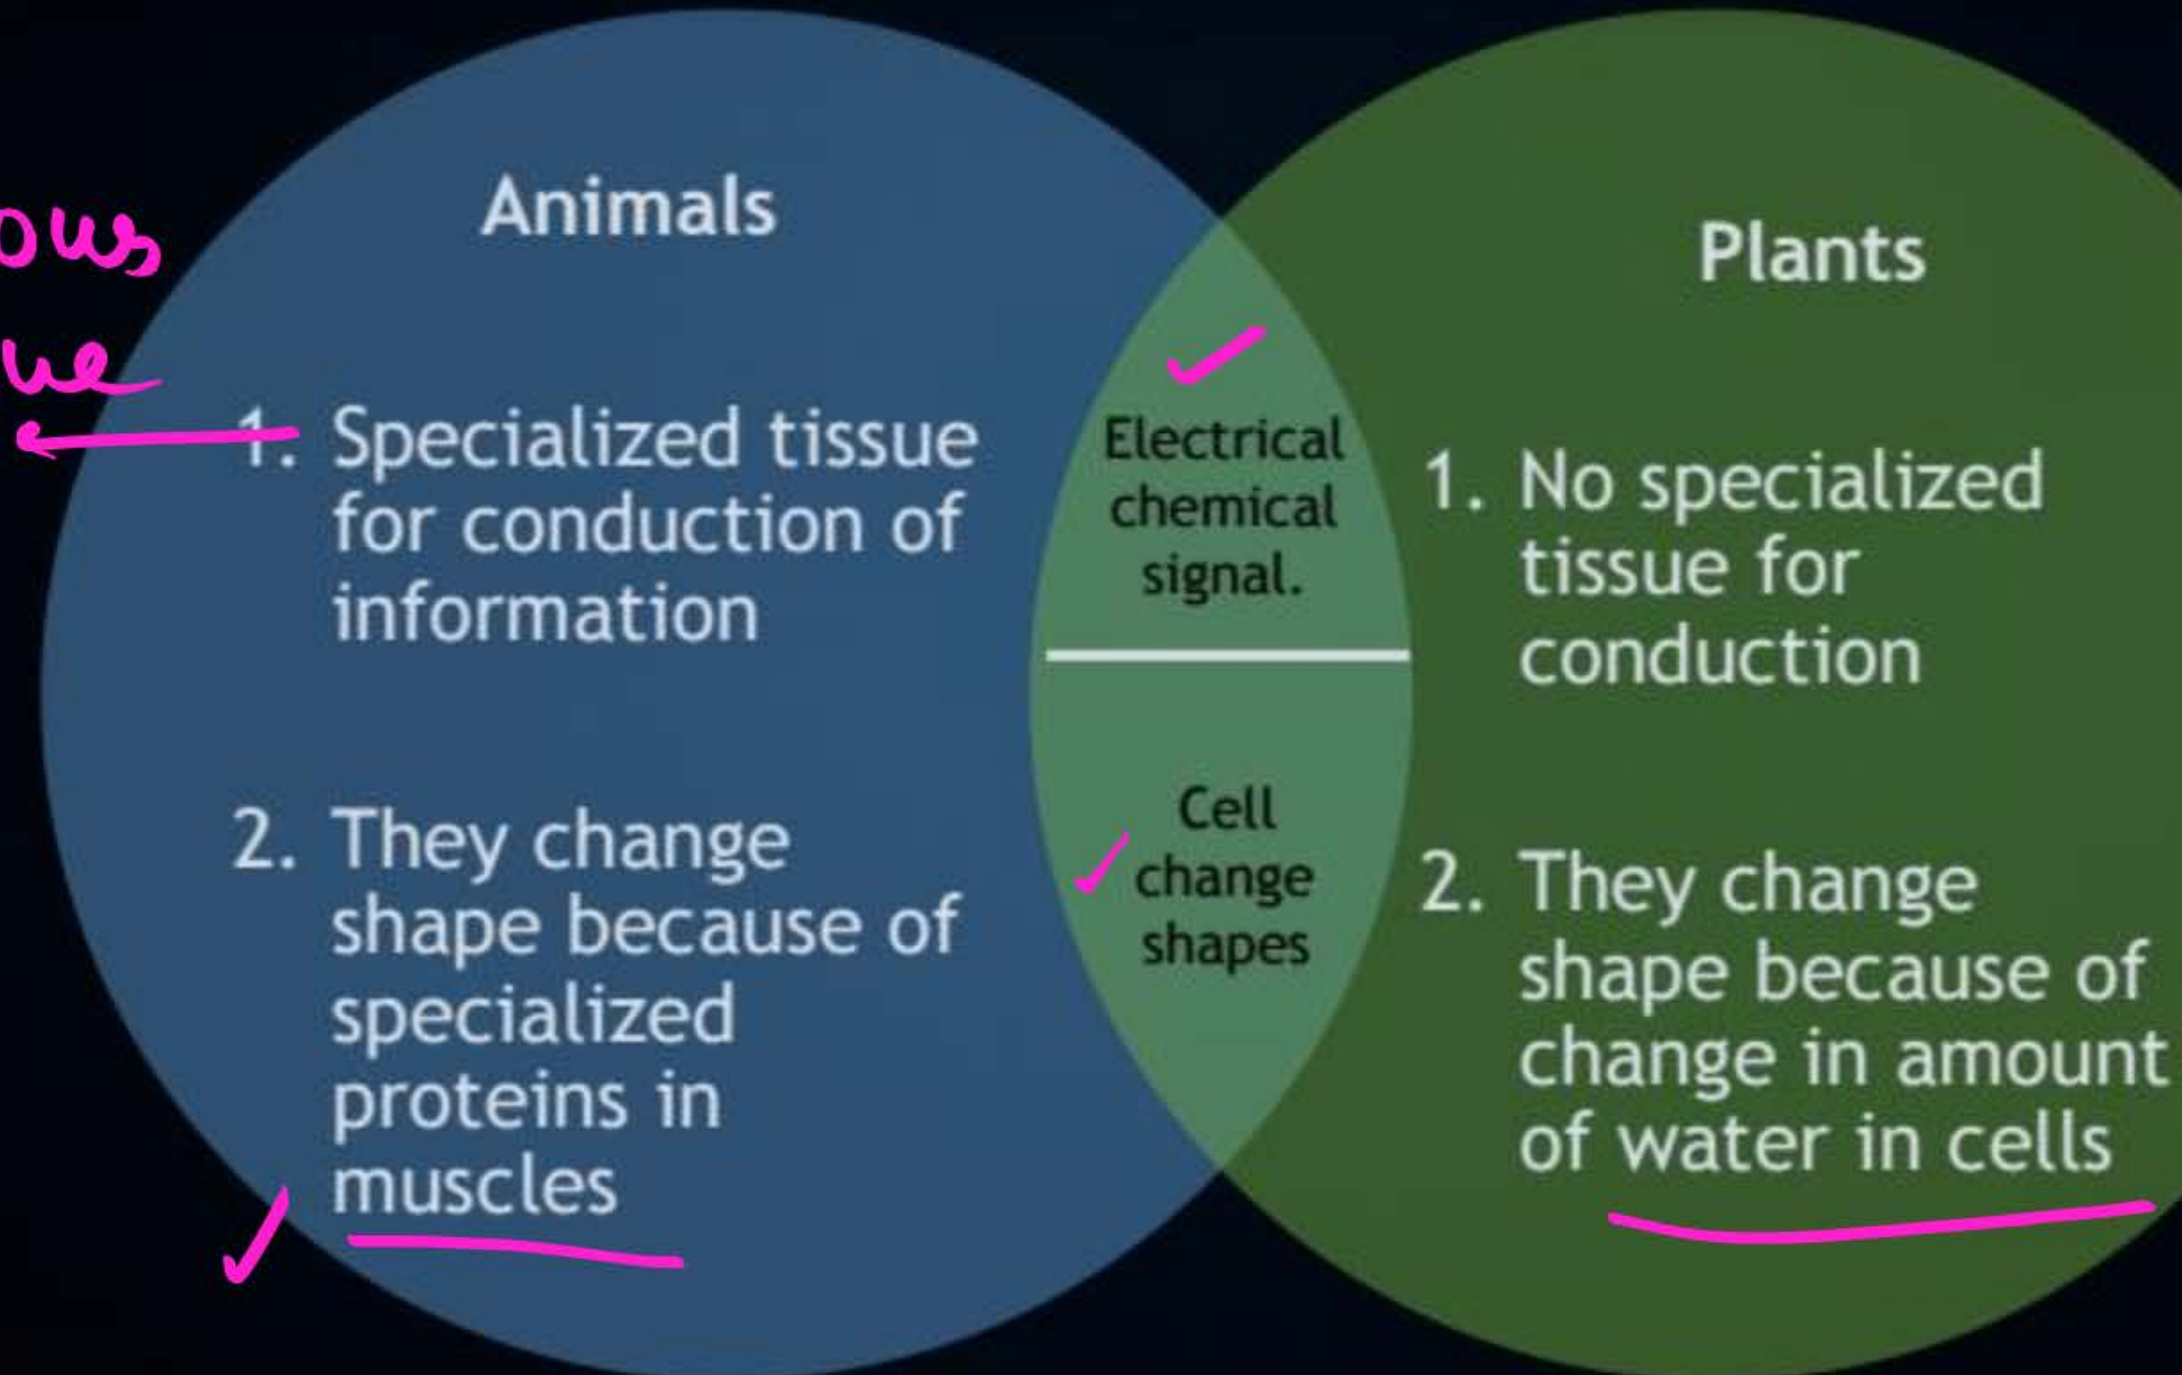 Animals
1. Specialized tissue
for conduction of
information
2. They change
shape because of
specialized
proteins in
muscles
Electrical
chemical
signal.
Cell
change
shapes
Plants
1. No specialized
tissue for
conduction
2. They change
shape because of
change in amount
of water in cells